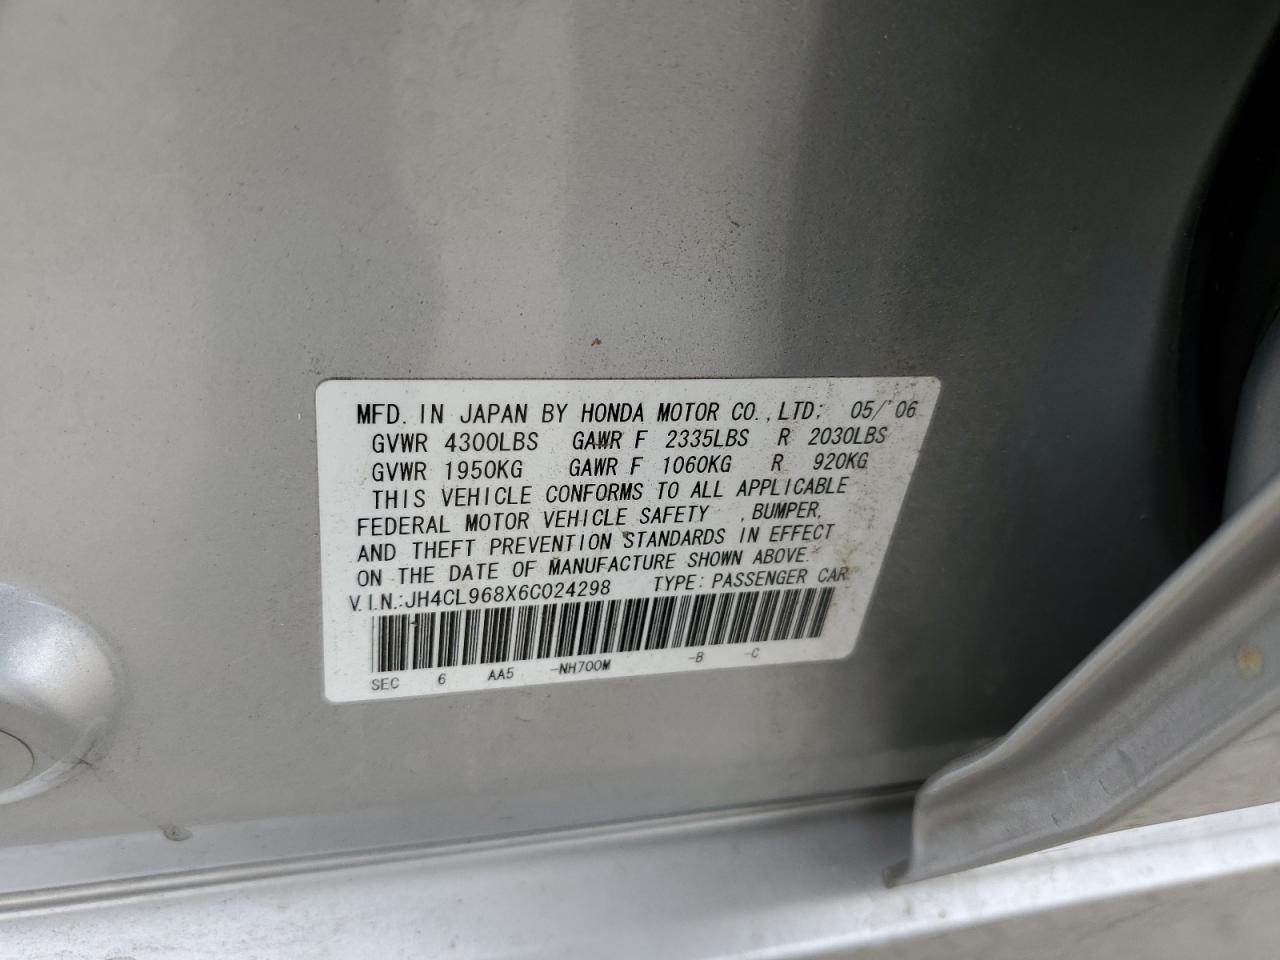 MFD. IN JAPAN BY HONDA MOTOR CO.,LTD; 05/'06
GVWR 4300LBS GAWR F 2335LBS R 2030LBS
GVWR 1950KG GAWR F 1060KG R 920KG
THIS VEHICLE CONFORMS TO ALL APPLICABLE
FEDERAL MOTOR VEHICLE SAFETY , BUMPER,
AND THEFT PREVENTION STANDARDS IN EFFECT
ON THE DATE OF MANUFACTURE SHOWN ABOVE.
V.I.N.:JH4CL968X6C024298 TYPE: PASSENGER CAR
SEC 6 AA5 -NH700M -B -C